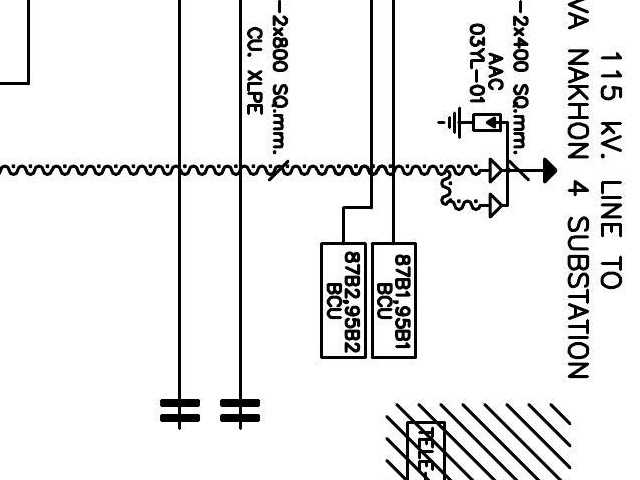 115 kV. LINE TO
VA NAKHON 4 SUBSTATION
-2x400 SQ.mm.
AAC
03YL-01
-2x800 SQ.mm.
CU. XLPE
87B1,95B1
BCU
87B2,95B2
BCU
TELE.